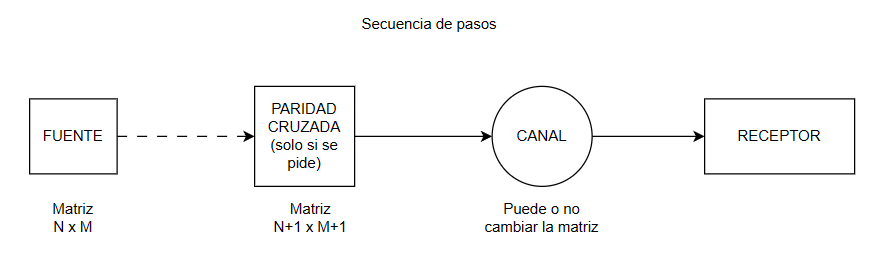 Secuencia de pasos
FUENTE
PARIDAD
CRUZADA
(solo si se
pide)
CANAL
RECEPTOR
Matriz
N x M
Matriz
N+1 x M+1
Puede o no
cambiar la matriz